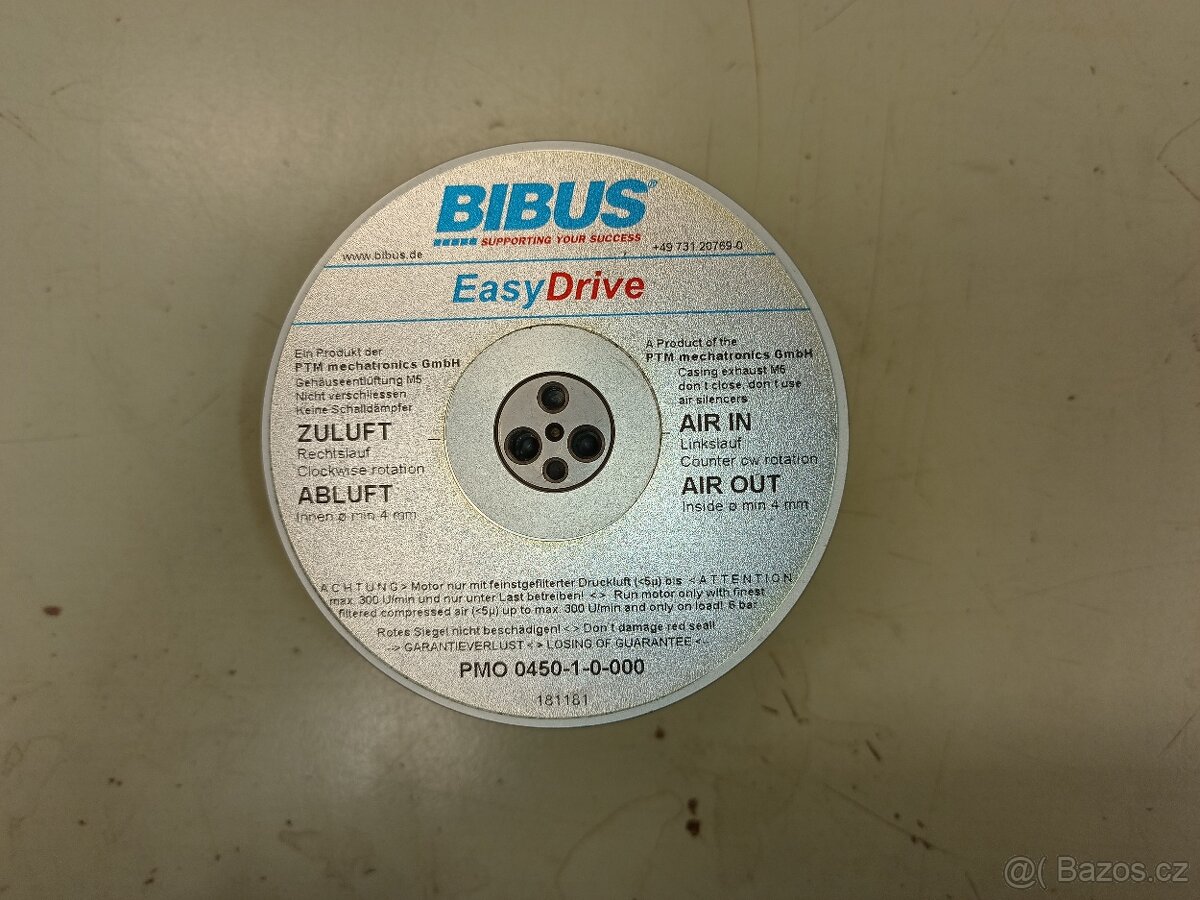 BIBUS®
SUPPORTING YOUR SUCCESS
www.bibus.de
+49 731 20769-0
EasyDrive
Ein Produkt der
PTM mechatronics GmbH
Gehäuseentlüftung M5
Nicht verschliessen
Keine Schalldämpfer
ZULUFT
Rechtslauf
Clockwise rotation
ABLUFT
Innen ø min 4 mm
A Product of the
PTM mechatronics GmbH
Casing exhaust M5
don t close, don t use
air silencers
AIR IN
Linkslauf
Counter cw rotation
AIR OUT
Inside ø min 4 mm
ACHTUNG > Motor nur mit feinstgefilterter Druckluft (<5µ) bis < ATTENTION
max. 300 U/min und nur unter Last betreiben! <> Run motor only with finest
filtered compressed air (<5µ) up to max. 300 U/min and only on load! 6 bar
Rotes Siegel nicht beschädigen! <> Don t damage red seal!
--> GARANTIEVERLUST <> LOSING OF GUARANTEE <--
PMO 0450-1-0-000
181181
@( Bazos.cz